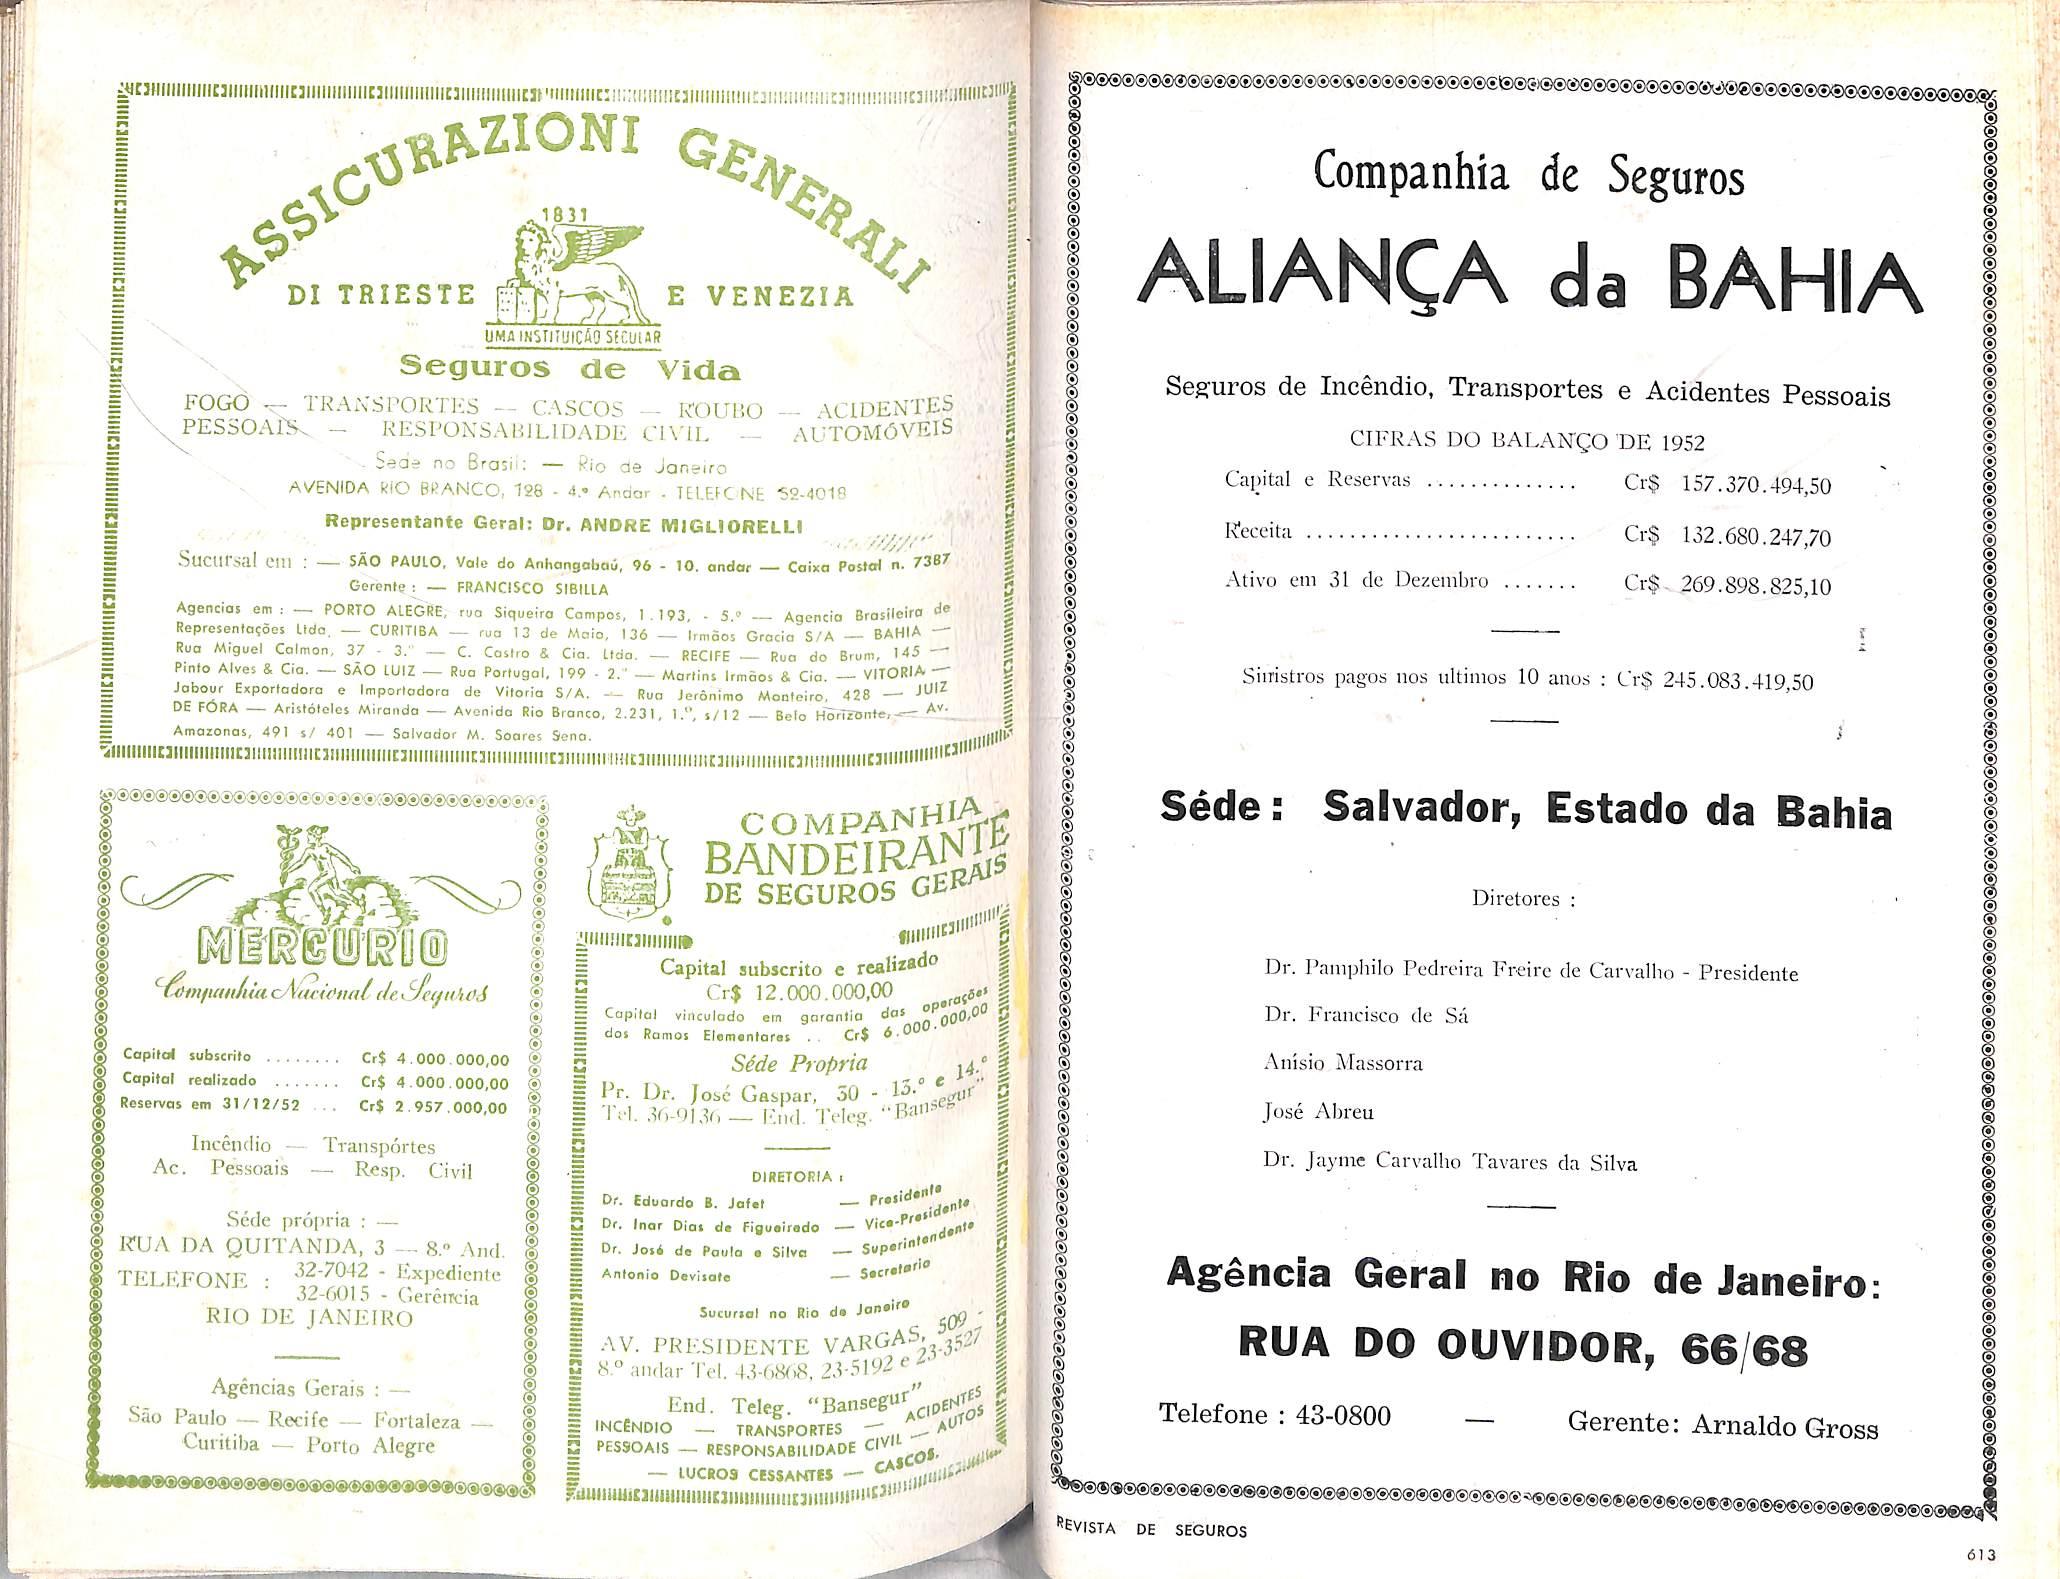 ASSICURAZIONI GENERALI
1831
DI TRIESTE E VENEZIA
UMA INSTITUIÇÃO SECULAR
Seguros de Vida
FOGO — TRANSPORTES — CASCOS — ROUBO — ACIDENTES
PESSOAIS — RESPONSABILIDADE CIVIL — AUTOMÓVEIS
Sede no Brasil: — Rio de Janeiro
AVENIDA RIO BRANCO, 128 - 4.º Andar - TELEFONE 52-4018
Representante Geral: Dr. ANDRE MIGLIORELLI
Sucursal em : — SÃO PAULO, Vale do Anhangabaú, 96 - 10. andar — Caixa Postal n. 7387
Gerente : — FRANCISCO SIBILLA
Agencias em : — PORTO ALEGRE, rua Siqueira Campos, 1.193, - 5.º — Agencia Brasileira de
Representações Ltda. — CURITIBA — rua 13 de Maio, 136 — Irmãos Gracia S/A — BAHIA —
Rua Miguel Calmon, 37 - 3.º — C. Castro & Cia. Ltda. — RECIFE — Rua do Brum, 145 —
Pinto Alves & Cia. — SÃO LUIZ — Rua Portugal, 199 - 2.º — Martins Irmãos & Cia. — VITORIA —
Jabour Exportadora e Importadora de Vitoria S/A. — Rua Jerônimo Monteiro, 428 — JUIZ
DE FÓRA — Aristóteles Miranda — Avenida Rio Branco, 2.231, 1.º, s/12 — Belo Horizonte, — Av.
Amazonas, 491 s/ 401 — Salvador M. Soares Sena.
MERCURIO
Companhia Nacional de Seguros
Capital subscrito ........ Cr$ 4.000.000,00
Capital realizado ....... Cr$ 4.000.000,00
Reservas em 31/12/52 ... Cr$ 2.957.000,00
Incêndio — Transpórtes
Ac. Pessoais — Resp. Civil
Séde própria : —
RUA DA QUITANDA, 3 — 8.º And.
TELEFONE : 32-7042 - Expediente
32-6015 - Gerência
RIO DE JANEIRO
Agências Gerais : —
São Paulo — Recife — Fortaleza —
Curitiba — Porto Alegre
COMPANHIA
BANDEIRANTE
DE SEGUROS GERAIS
Capital subscrito e realizado
Cr$ 12.000.000,00
Capital vinculado em garantia das operações
dos Ramos Elementares .. Cr$ 6.000.000,00
Séde Propria
Pr. Dr. José Gaspar, 30 - 13.º e 14.º
Tel. 36-9136 — End. Teleg. "Bansegur"
DIRETORIA :
Dr. Eduardo B. Jafet — Presidente
Dr. Inar Dias de Figueiredo — Vice-Presidente
Dr. José de Paula e Silva — Superintendente
Antonio Devisate — Secretario
Sucursal no Rio de Janeiro
AV. PRESIDENTE VARGAS, 509 -
8.º andar Tel. 43-6868, 23-5192 e 23-3527
End. Teleg. "Bansegur"
INCÊNDIO — TRANSPORTES — ACIDENTES
PESSOAIS — RESPONSABILIDADE CIVIL — AUTOS
— LUCROS CESSANTES — CASCOS.
Companhia de Seguros
ALIANÇA da BAHIA
Seguros de Incêndio, Transportes e Acidentes Pessoais
CIFRAS DO BALANÇO DE 1952
Capital e Reservas .............. Cr$ 157.370.494,50
Receita ......................... Cr$ 132.680.247,70
Ativo em 31 de Dezembro ....... Cr$ 269.898.825,10
Sinistros pagos nos ultimos 10 anos : Cr$ 245.083.419,50
Séde : Salvador, Estado da Bahia
Diretores :
Dr. Pamphilo Pedreira Freire de Carvalho - Presidente
Dr. Francisco de Sá
Anísio Massorra
José Abreu
Dr. Jayme Carvalho Tavares da Silva
Agência Geral no Rio de Janeiro:
RUA DO OUVIDOR, 66/68
Telefone : 43-0800 — Gerente: Arnaldo Gross
REVISTA DE SEGUROS
613